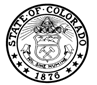 STATE·OF·COLORADO
NIL SINE NUMINE
1876